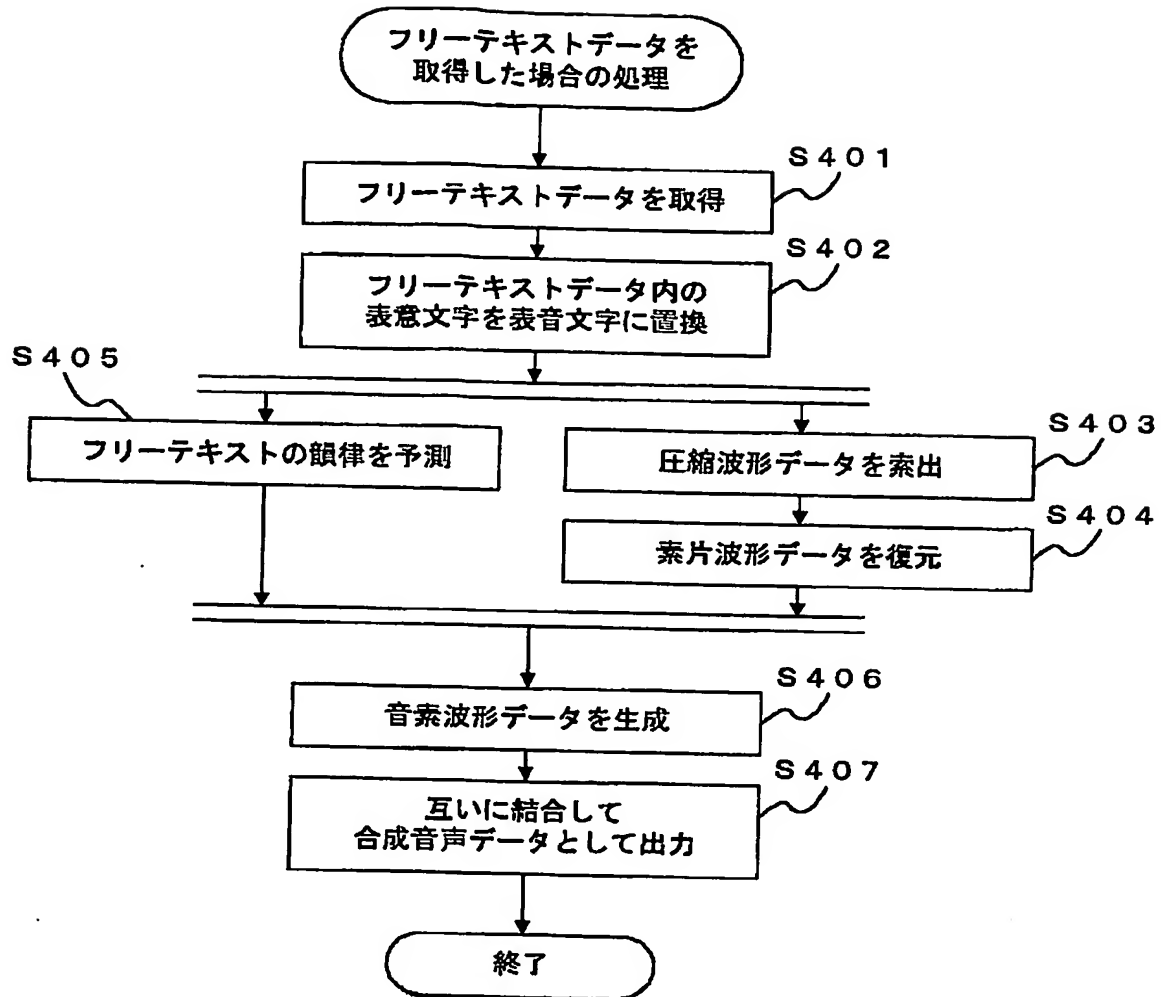 フリーテキストデータを
取得した場合の処理
S401
フリーテキストデータを取得
S402
フリーテキストデータ内の
表意文字を表音文字に置換
S405
フリーテキストの韻律を予測
S403
圧縮波形データを索出
S404
素片波形データを復元
S406
音素波形データを生成
S407
互いに結合して
合成音声データとして出力
終了